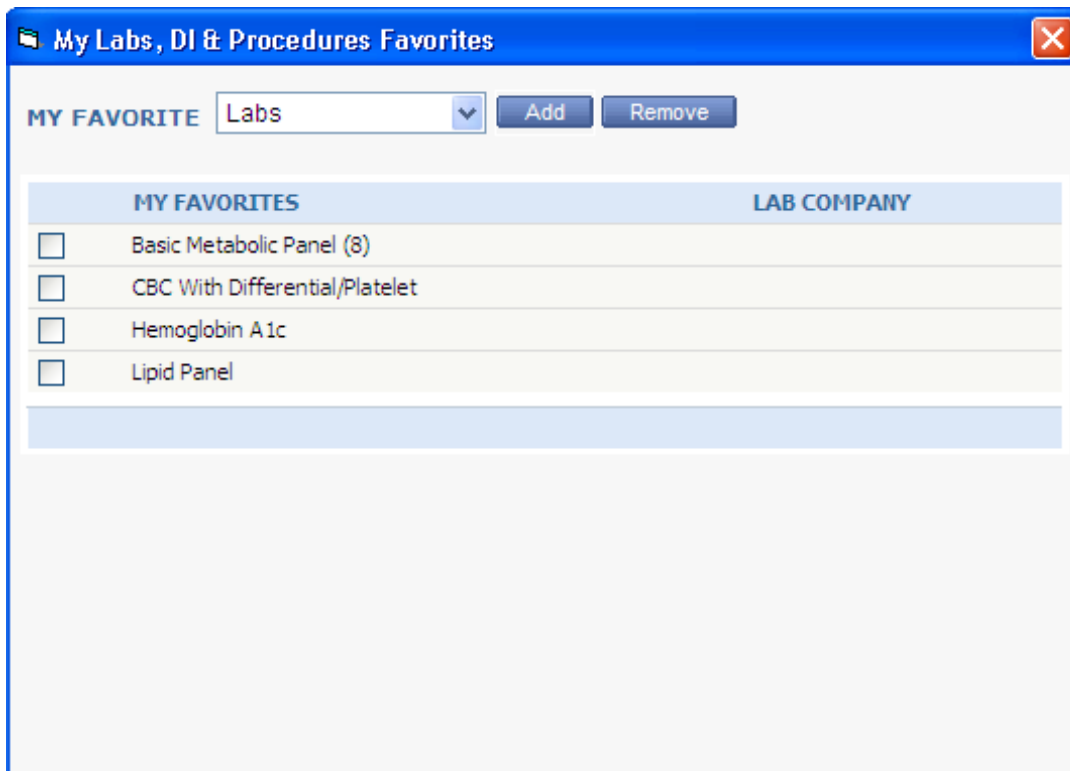 My Labs, DI & Procedures Favorites
MY FAVORITE Labs Add Remove
MY FAVORITES LAB COMPANY
Basic Metabolic Panel (8)
CBC With Differential/Platelet
Hemoglobin A1c
Lipid Panel